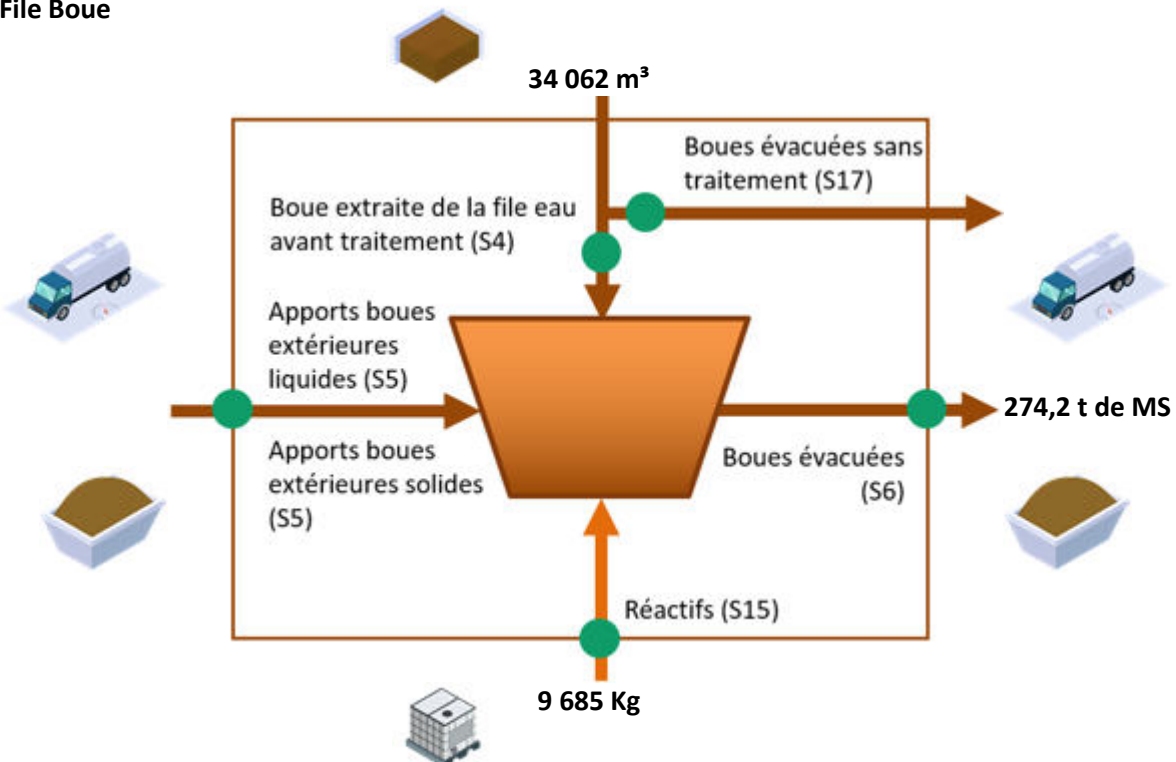 File Boue
34 062 m³
Boues évacuées sans
traitement (S17)
Boue extraite de la file eau
avant traitement (S4)
Apports boues
extérieures
liquides (S5)
274,2 t de MS
Apports boues
extérieures solides
(S5)
Boues évacuées
(S6)
Réactifs (S15)
9 685 Kg